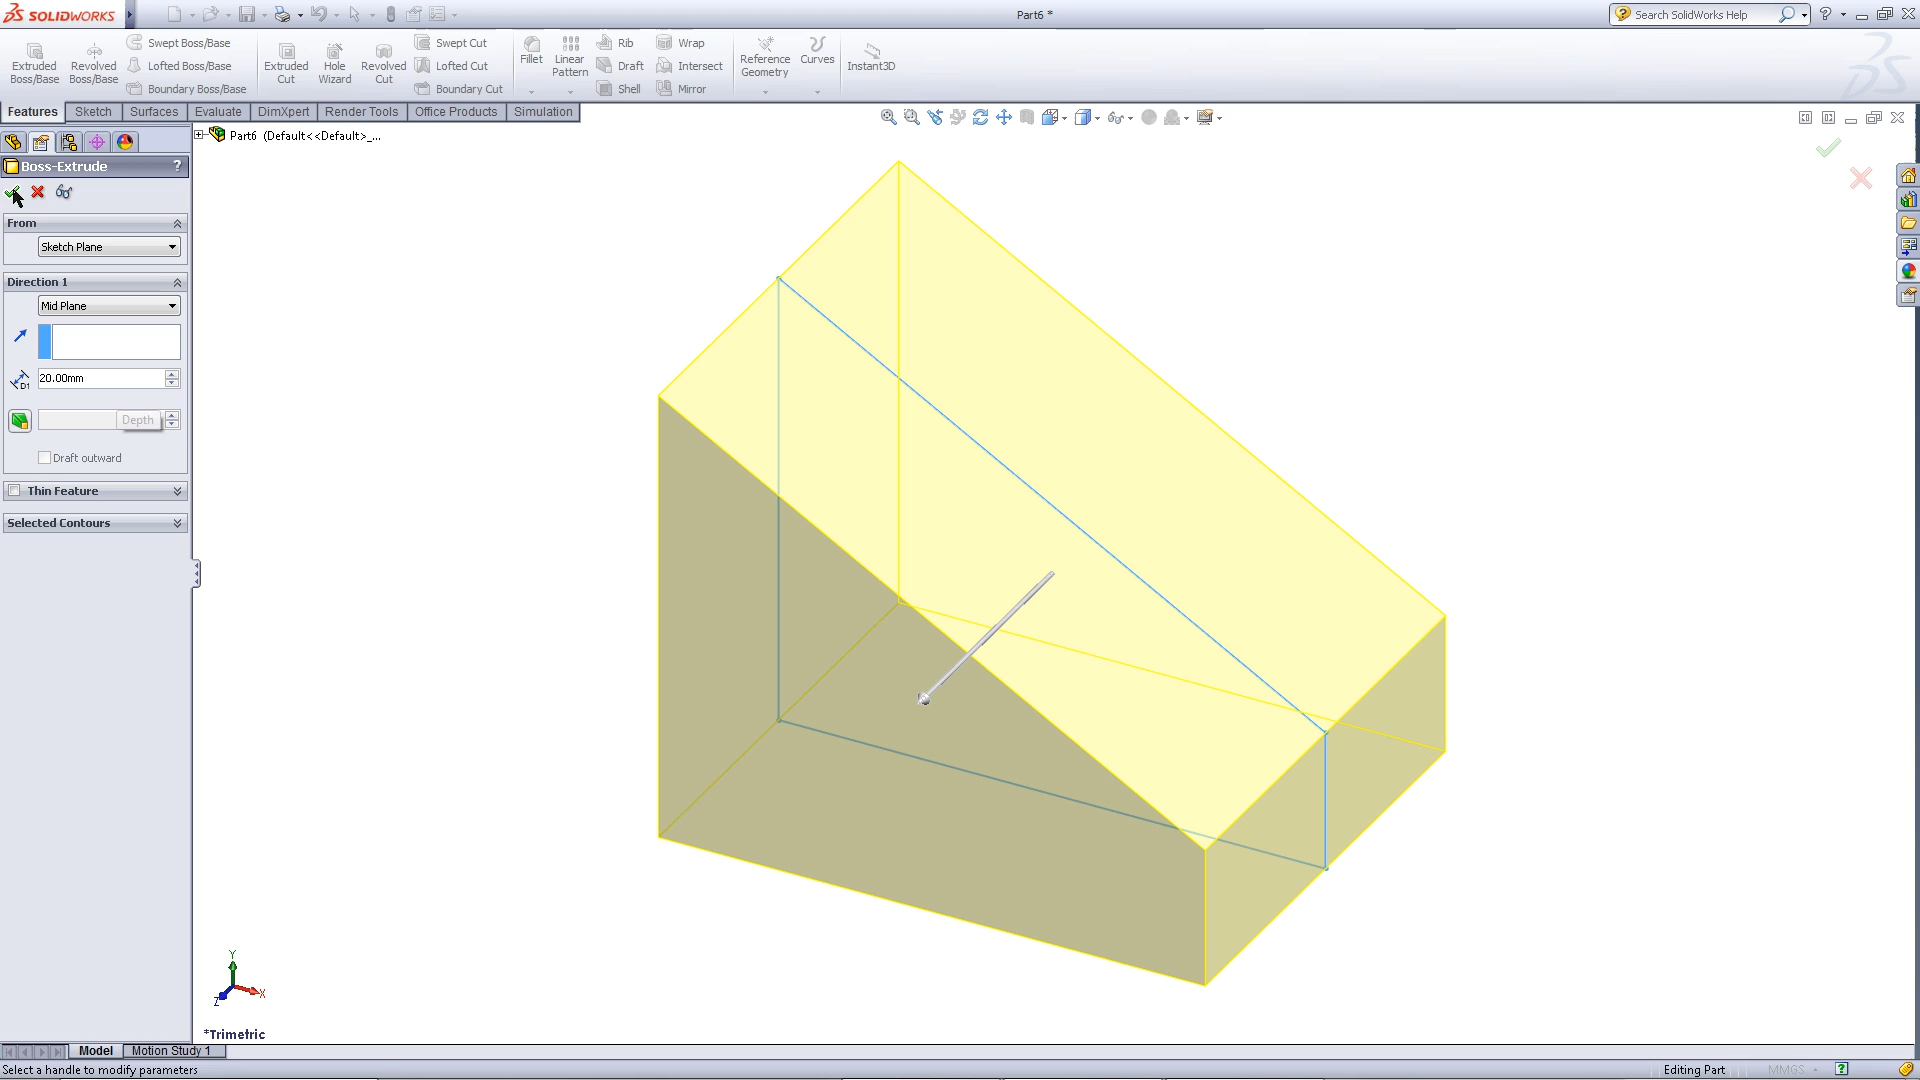 SOLIDWORKS
Part6 *
Search SolidWorks Help
Extruded Boss/Base
Revolved Boss/Base
Swept Boss/Base
Lofted Boss/Base
Boundary Boss/Base
Extruded Cut
Hole Wizard
Revolved Cut
Swept Cut
Lofted Cut
Boundary Cut
Fillet
Linear Pattern
Rib
Draft
Shell
Wrap
Intersect
Mirror
Reference Geometry
Curves
Instant3D
Features
Sketch
Surfaces
Evaluate
DimXpert
Render Tools
Office Products
Simulation
Part6 (Default<<Default>_...
Boss-Extrude
?
From
Sketch Plane
Direction 1
Mid Plane
D1
20.00mm
Depth
Draft outward
Thin Feature
Selected Contours
Y
X
Z
*Trimetric
Model
Motion Study 1
Select a handle to modify parameters
Editing Part
MMGS
?